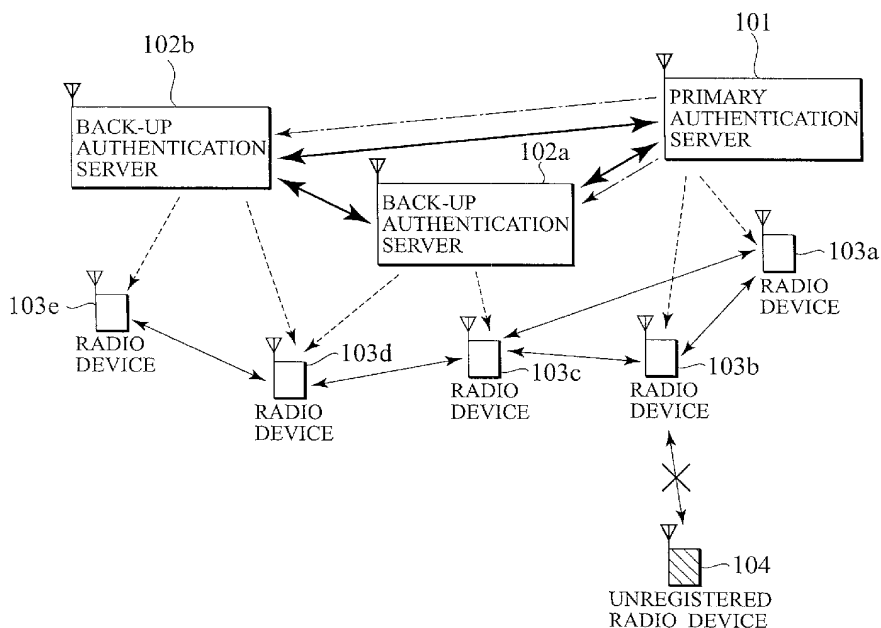 102b
101
BACK-UP
AUTHENTICATION
SERVER
PRIMARY
AUTHENTICATION
SERVER
102a
BACK-UP
AUTHENTICATION
SERVER
103a
RADIO
DEVICE
103e
RADIO
DEVICE
103d
RADIO
DEVICE
103c
RADIO
DEVICE
103b
RADIO
DEVICE
104
UNREGISTERED
RADIO DEVICE